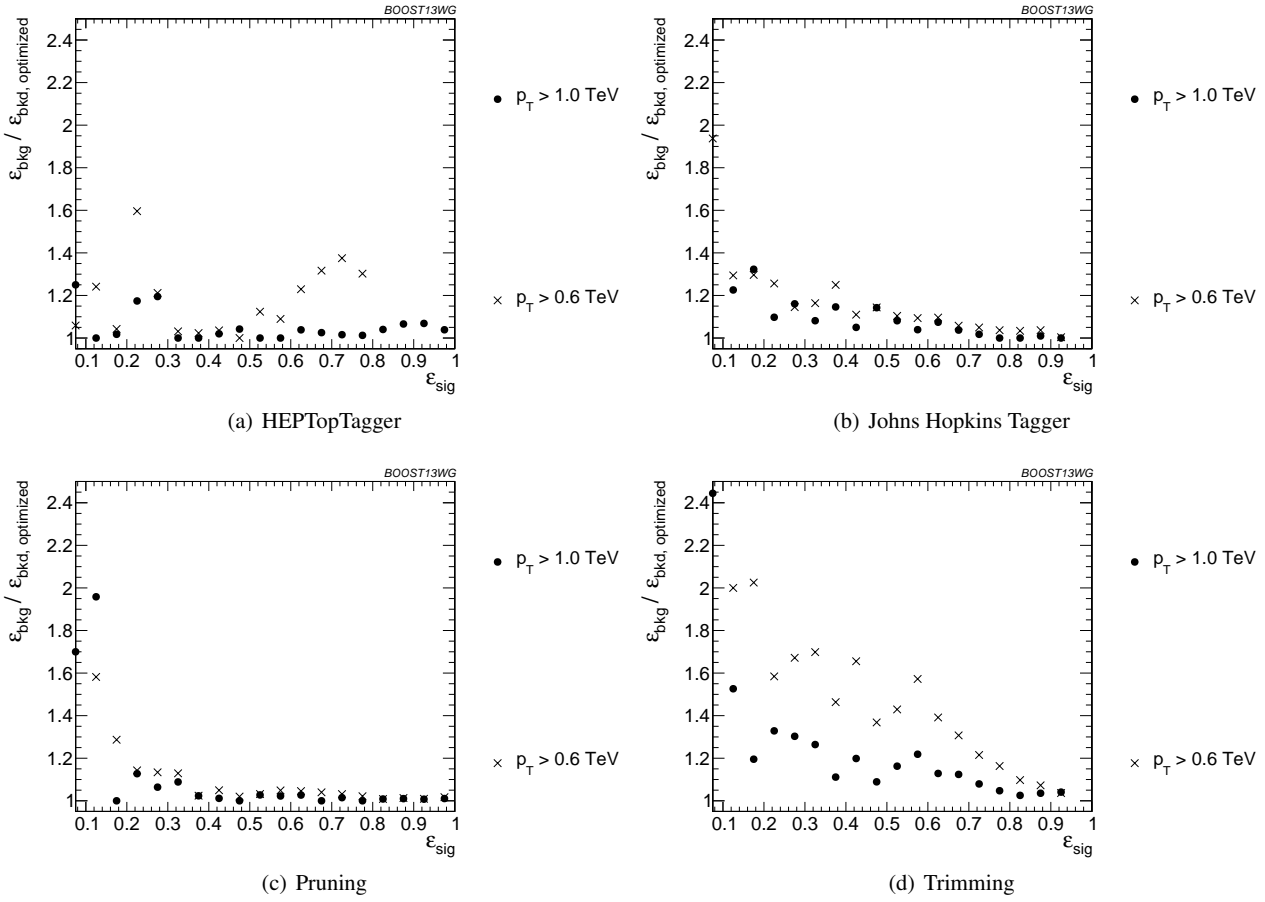 BOOST13WG
ε_bkg / ε_bkd, optimized
2.4
2.2
2
1.8
1.6
1.4
1.2
1
0.1 0.2 0.3 0.4 0.5 0.6 0.7 0.8 0.9 1
ε_sig
p_T > 1.0 TeV
p_T > 0.6 TeV
(a) HEPTopTagger
BOOST13WG
ε_bkg / ε_bkd, optimized
2.4
2.2
2
1.8
1.6
1.4
1.2
1
0.1 0.2 0.3 0.4 0.5 0.6 0.7 0.8 0.9 1
ε_sig
p_T > 1.0 TeV
p_T > 0.6 TeV
(b) Johns Hopkins Tagger
BOOST13WG
ε_bkg / ε_bkd, optimized
2.4
2.2
2
1.8
1.6
1.4
1.2
1
0.1 0.2 0.3 0.4 0.5 0.6 0.7 0.8 0.9 1
ε_sig
p_T > 1.0 TeV
p_T > 0.6 TeV
(c) Pruning
BOOST13WG
ε_bkg / ε_bkd, optimized
2.4
2.2
2
1.8
1.6
1.4
1.2
1
0.1 0.2 0.3 0.4 0.5 0.6 0.7 0.8 0.9 1
ε_sig
p_T > 1.0 TeV
p_T > 0.6 TeV
(d) Trimming